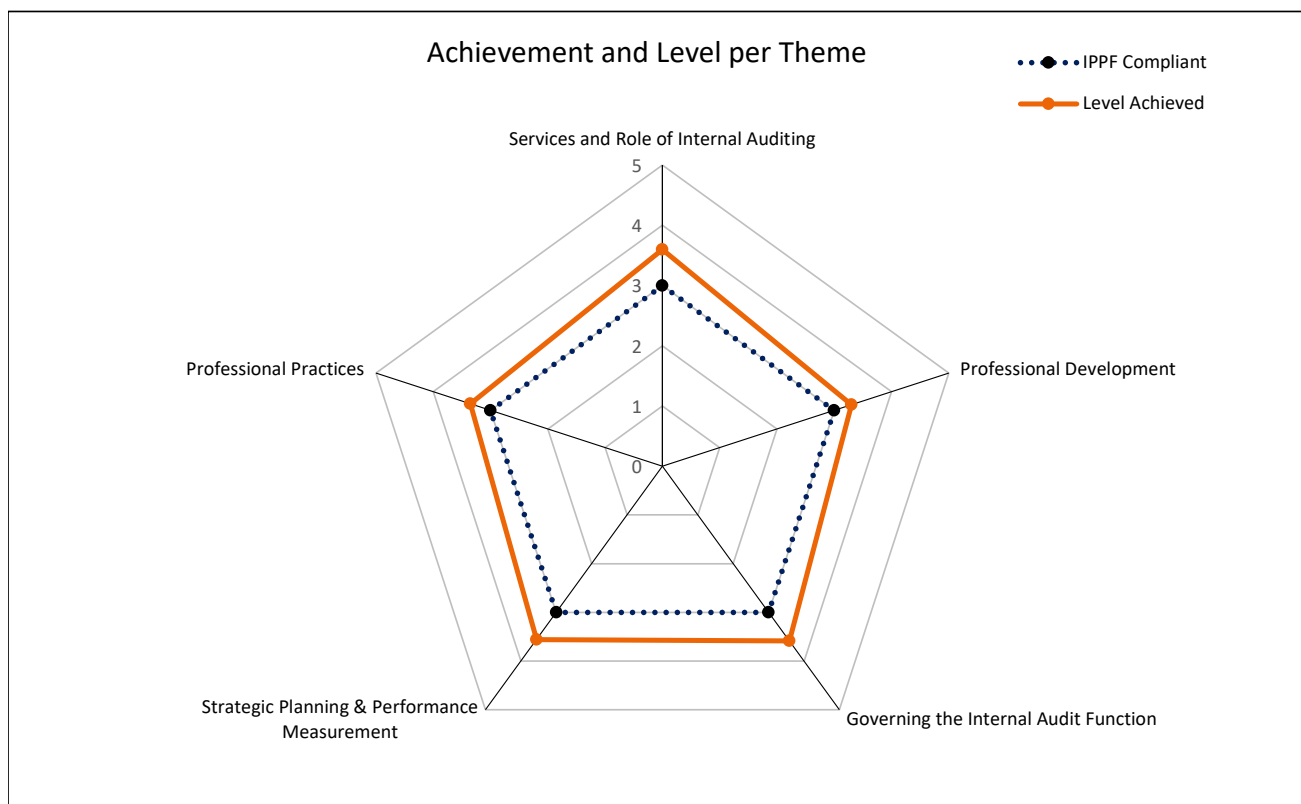 Achievement and Level per Theme
IPPF Compliant
Level Achieved
Services and Role of Internal Auditing
5
4
3
2
1
0
Professional Practices
Professional Development
Strategic Planning & Performance
Measurement
Governing the Internal Audit Function